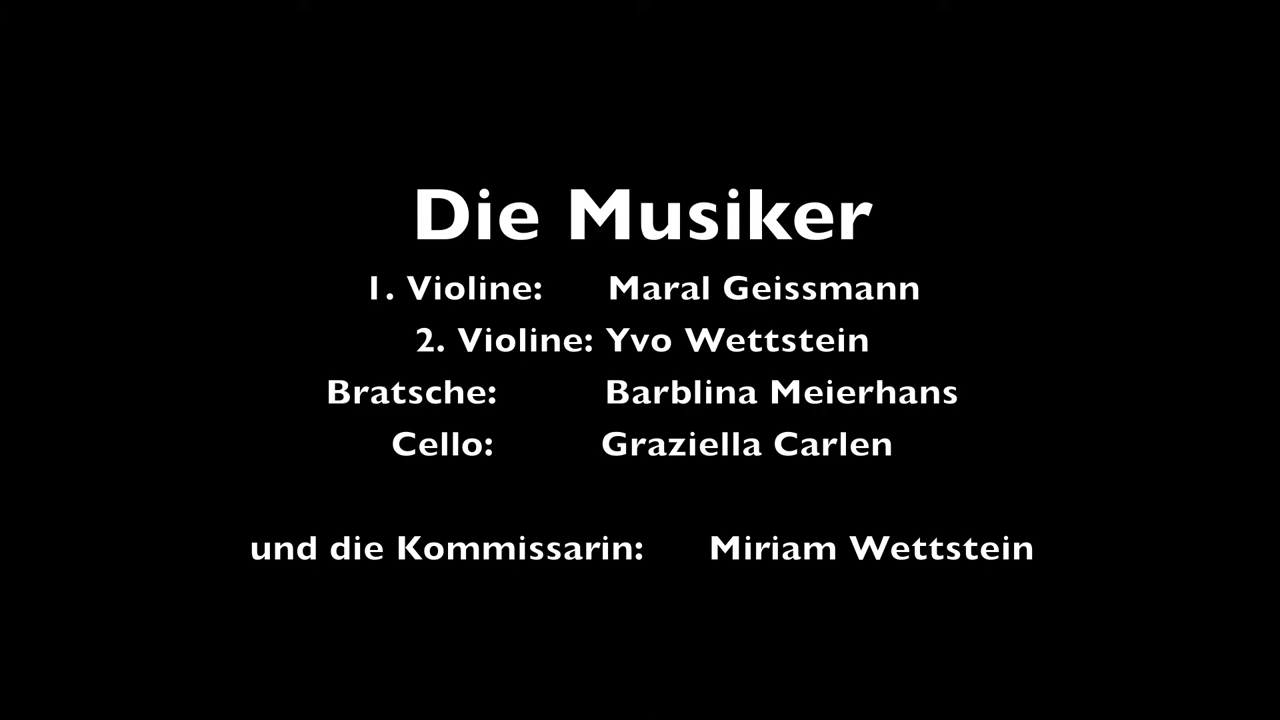 Die Musiker
1. Violine: Maral Geissmann
2. Violine: Yvo Wettstein
Bratsche: Barblina Meierhans
Cello: Graziella Carlen
und die Kommissarin: Miriam Wettstein